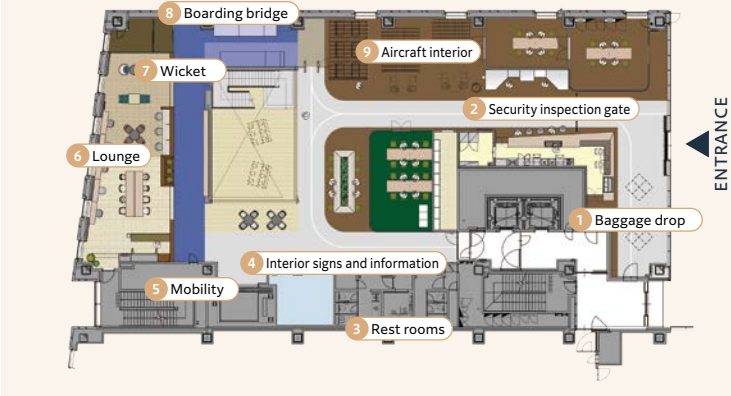 8 Boarding bridge
9 Aircraft interior
7 Wicket
2 Security inspection gate
ENTRANCE
6 Lounge
1 Baggage drop
4 Interior signs and information
5 Mobility
3 Rest rooms